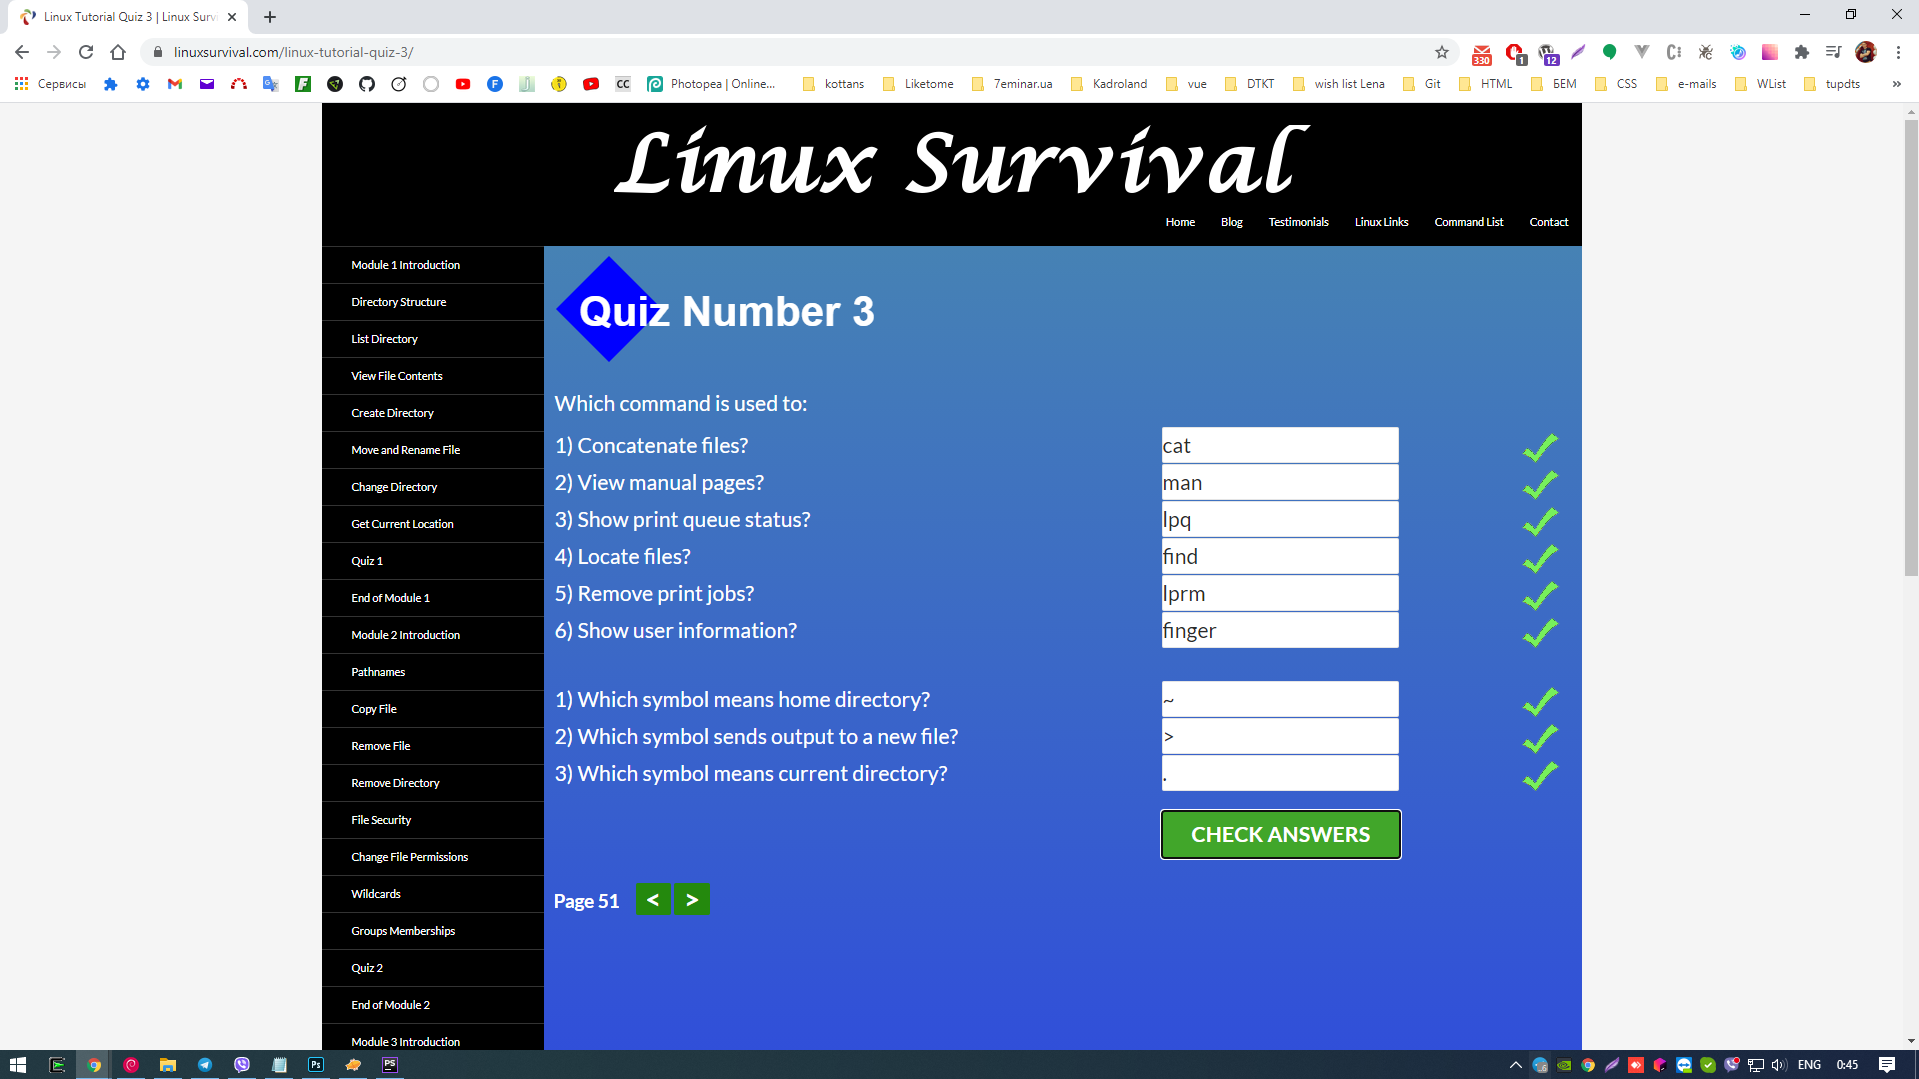 Linux Tutorial Quiz 3 | Linux Surv
linuxsurvival.com/linux-tutorial-quiz-3/
330
1
12
Сервисы
CC
Photopea | Online...
kottans
Liketome
7eminar.ua
Kadroland
vue
DTKT
wish list Lena
Git
HTML
БЕМ
CSS
e-mails
WList
tupdts
»
Linux Survival
Home
Blog
Testimonials
Linux Links
Command List
Contact
Module 1 Introduction
Directory Structure
List Directory
View File Contents
Create Directory
Move and Rename File
Change Directory
Get Current Location
Quiz 1
End of Module 1
Module 2 Introduction
Pathnames
Copy File
Remove File
Remove Directory
File Security
Change File Permissions
Wildcards
Groups Memberships
Quiz 2
End of Module 2
Module 3 Introduction
Quiz Number 3
Which command is used to:
1) Concatenate files? cat
2) View manual pages? man
3) Show print queue status? lpq
4) Locate files? find
5) Remove print jobs? lprm
6) Show user information? finger
1) Which symbol means home directory? ~
2) Which symbol sends output to a new file? >
3) Which symbol means current directory? .
CHECK ANSWERS
Page 51 < >
Ps
PS
ENG
0:45